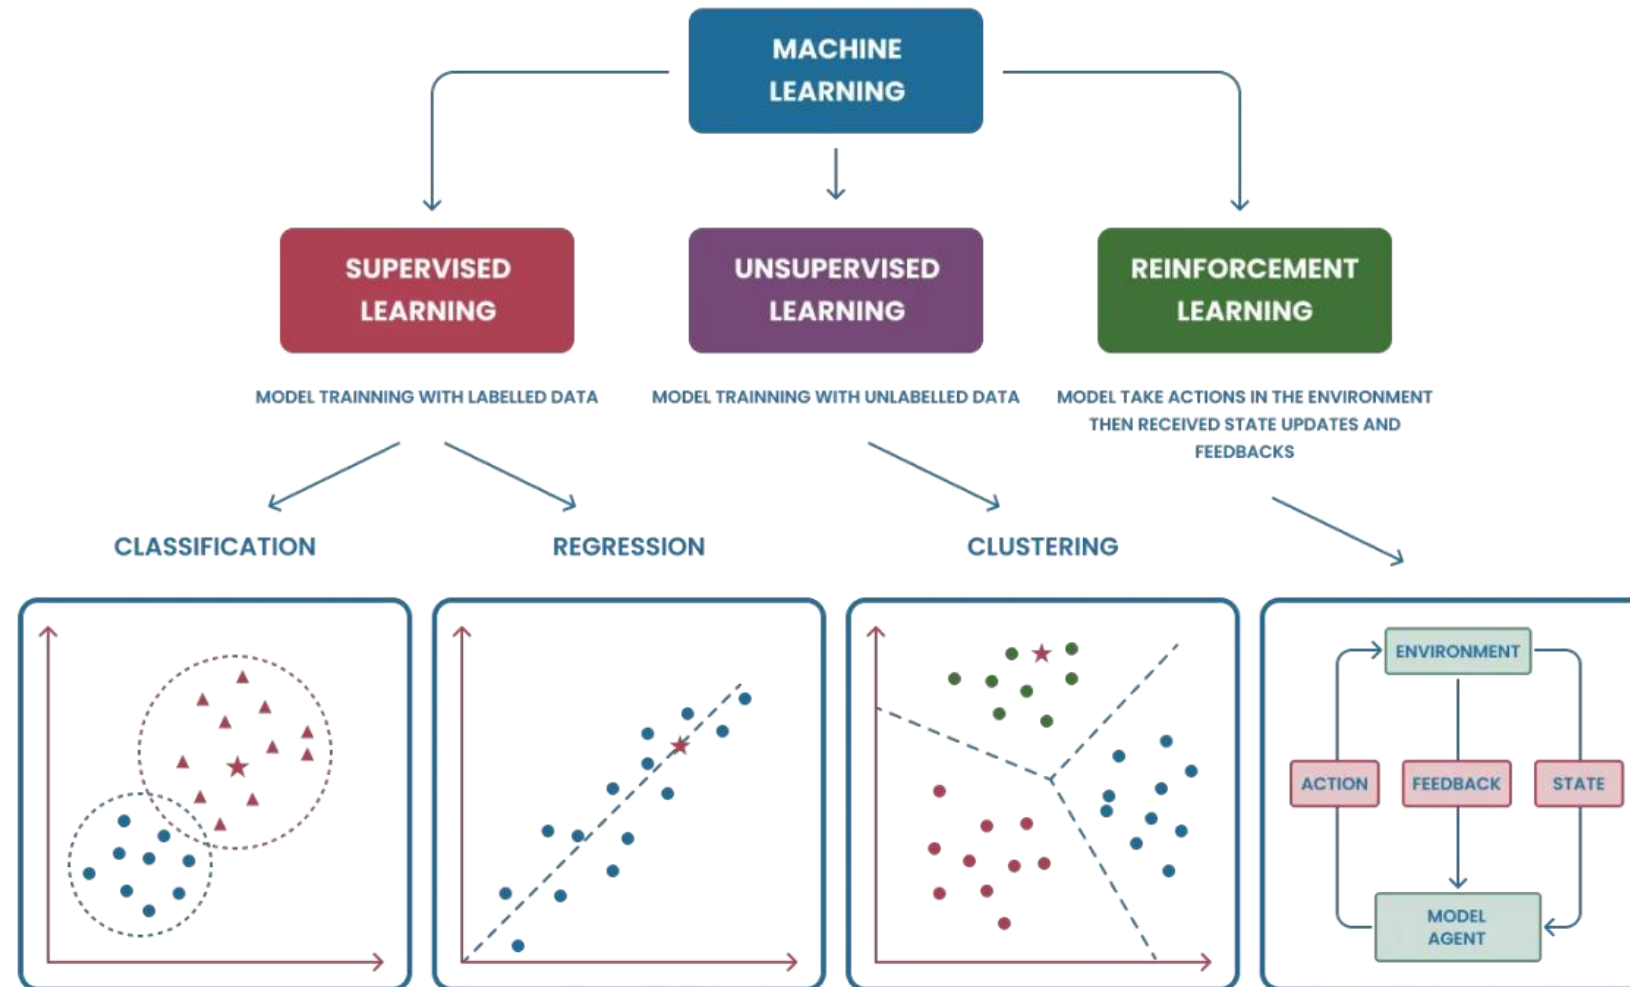 MACHINE
LEARNING
SUPERVISED
LEARNING
UNSUPERVISED
LEARNING
REINFORCEMENT
LEARNING
MODEL TRAINNING WITH LABELLED DATA
MODEL TRAINNING WITH UNLABELLED DATA
MODEL TAKE ACTIONS IN THE ENVIRONMENT
THEN RECEIVED STATE UPDATES AND
FEEDBACKS
CLASSIFICATION
REGRESSION
CLUSTERING
ENVIRONMENT
ACTION
FEEDBACK
STATE
MODEL
AGENT